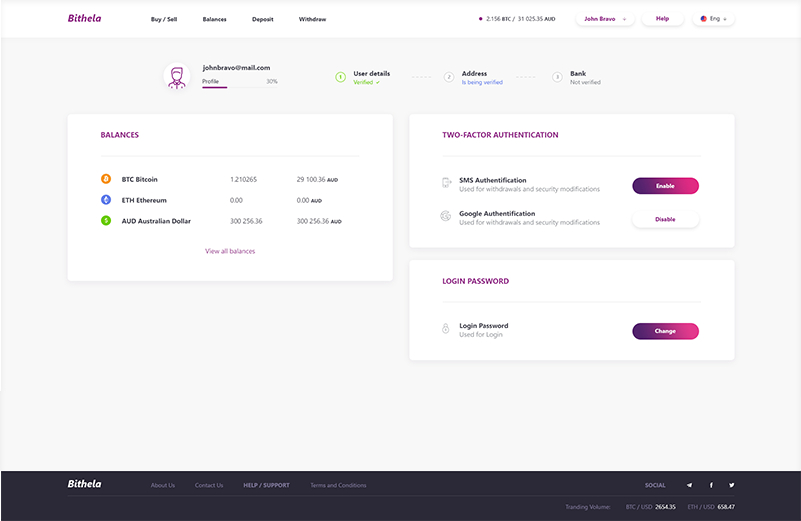 Bithela
Buy / Sell Balances Deposit Withdraw
2.156 BTC / 31 025.35 AUD
John Bravo
Help
Eng
johnbravo@mail.com
Profile 30%
1 User details
Verified ✓
2 Address
Is being verified
3 Bank
Not verified
BALANCES
BTC Bitcoin 1.210265 29 100.36 AUD
ETH Ethereum 0.00 0.00 AUD
AUD Australian Dollar 300 256.36 300 256.36 AUD
View all balances
TWO-FACTOR AUTHENTICATION
SMS Authentification
Used for withdrawals and security modifications
Enable
Google Authentification
Used for withdrawals and security modifications
Disable
LOGIN PASSWORD
Login Password
Used for Login
Change
Bithela
About Us Contact Us HELP / SUPPORT Terms and Conditions
SOCIAL
Tranding Volume: BTC / USD 2654.35 ETH / USD 658.47